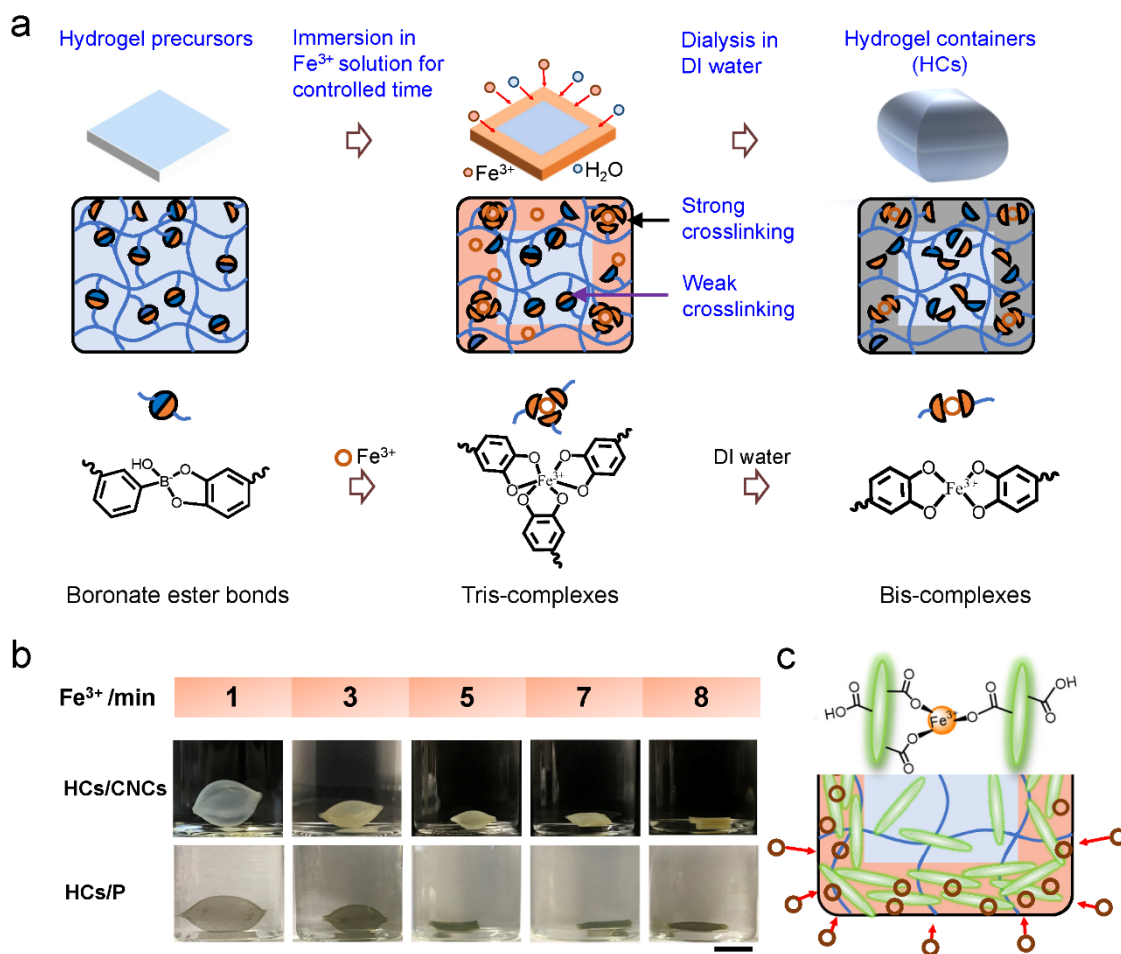 a
Hydrogel precursors
Immersion in
Fe³⁺ solution for
controlled time
Dialysis in
DI water
Hydrogel containers
(HCs)
Fe³⁺
H₂O
Strong
crosslinking
Weak
crosslinking
HO
B
O
O
Fe³⁺
O
O
O
O
O
O
Fe³⁺
DI water
O
O
Fe³⁺
O
O
Boronate ester bonds
Tris-complexes
Bis-complexes
b
Fe³⁺ /min
1
3
5
7
8
HCs/CNCs
HCs/P
c
O
HO
O
O
O
O
Fe³⁺
O
O
O
OH